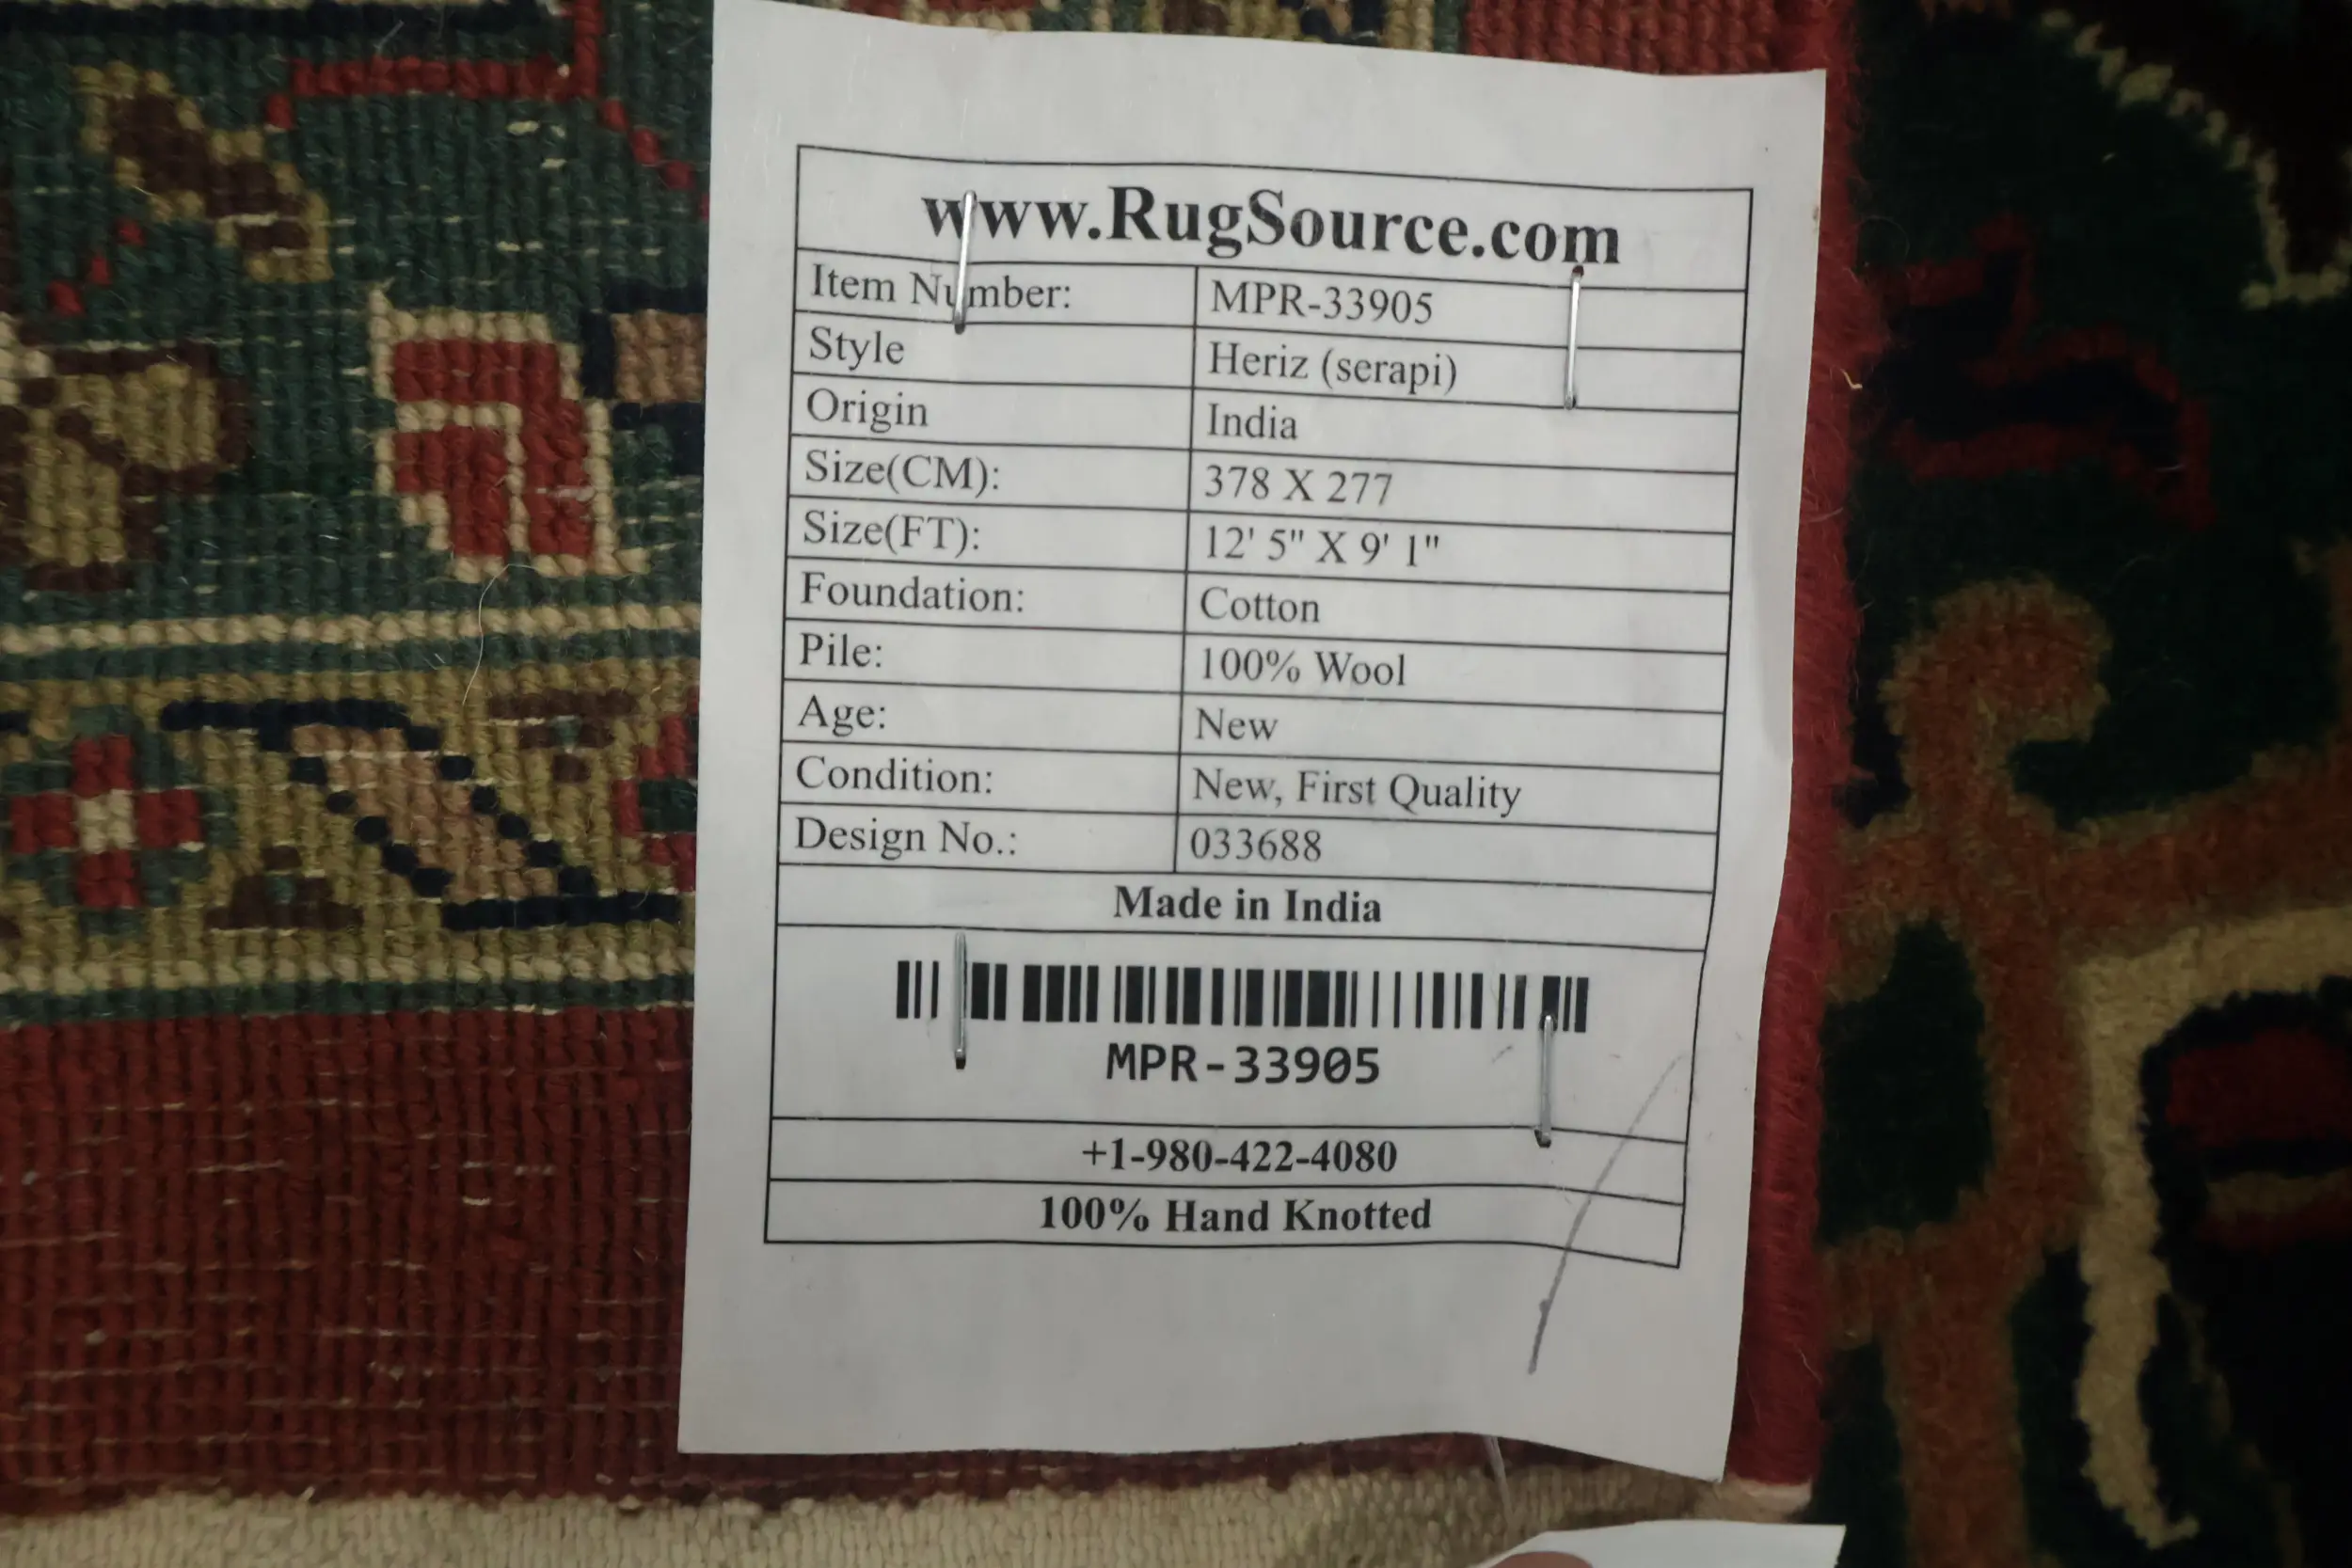 www.RugSource.com
Item Number: MPR-33905
Style Heriz (serapi)
Origin India
Size(CM): 378 X 277
Size(FT): 12' 5" X 9' 1"
Foundation: Cotton
Pile: 100% Wool
Age: New
Condition: New, First Quality
Design No.: 033688
Made in India
MPR-33905
+1-980-422-4080
100% Hand Knotted